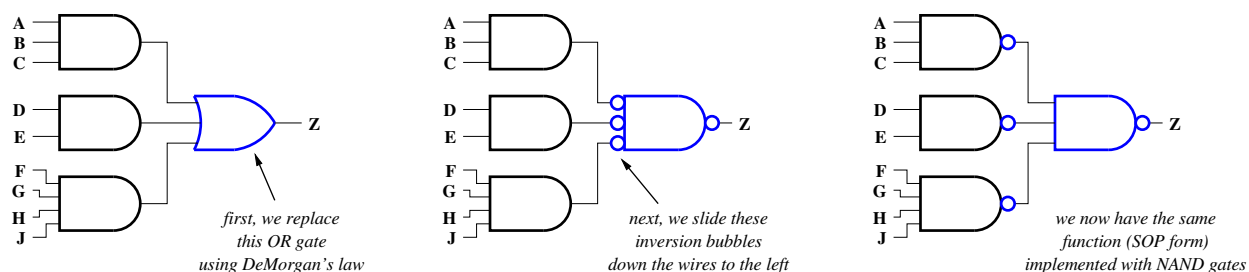 A
B
C
D
E
F
G
H
J
Z
first, we replace
this OR gate
using DeMorgan's law
A
B
C
D
E
F
G
H
J
Z
next, we slide these
inversion bubbles
down the wires to the left
A
B
C
D
E
F
G
H
J
Z
we now have the same
function (SOP form)
implemented with NAND gates